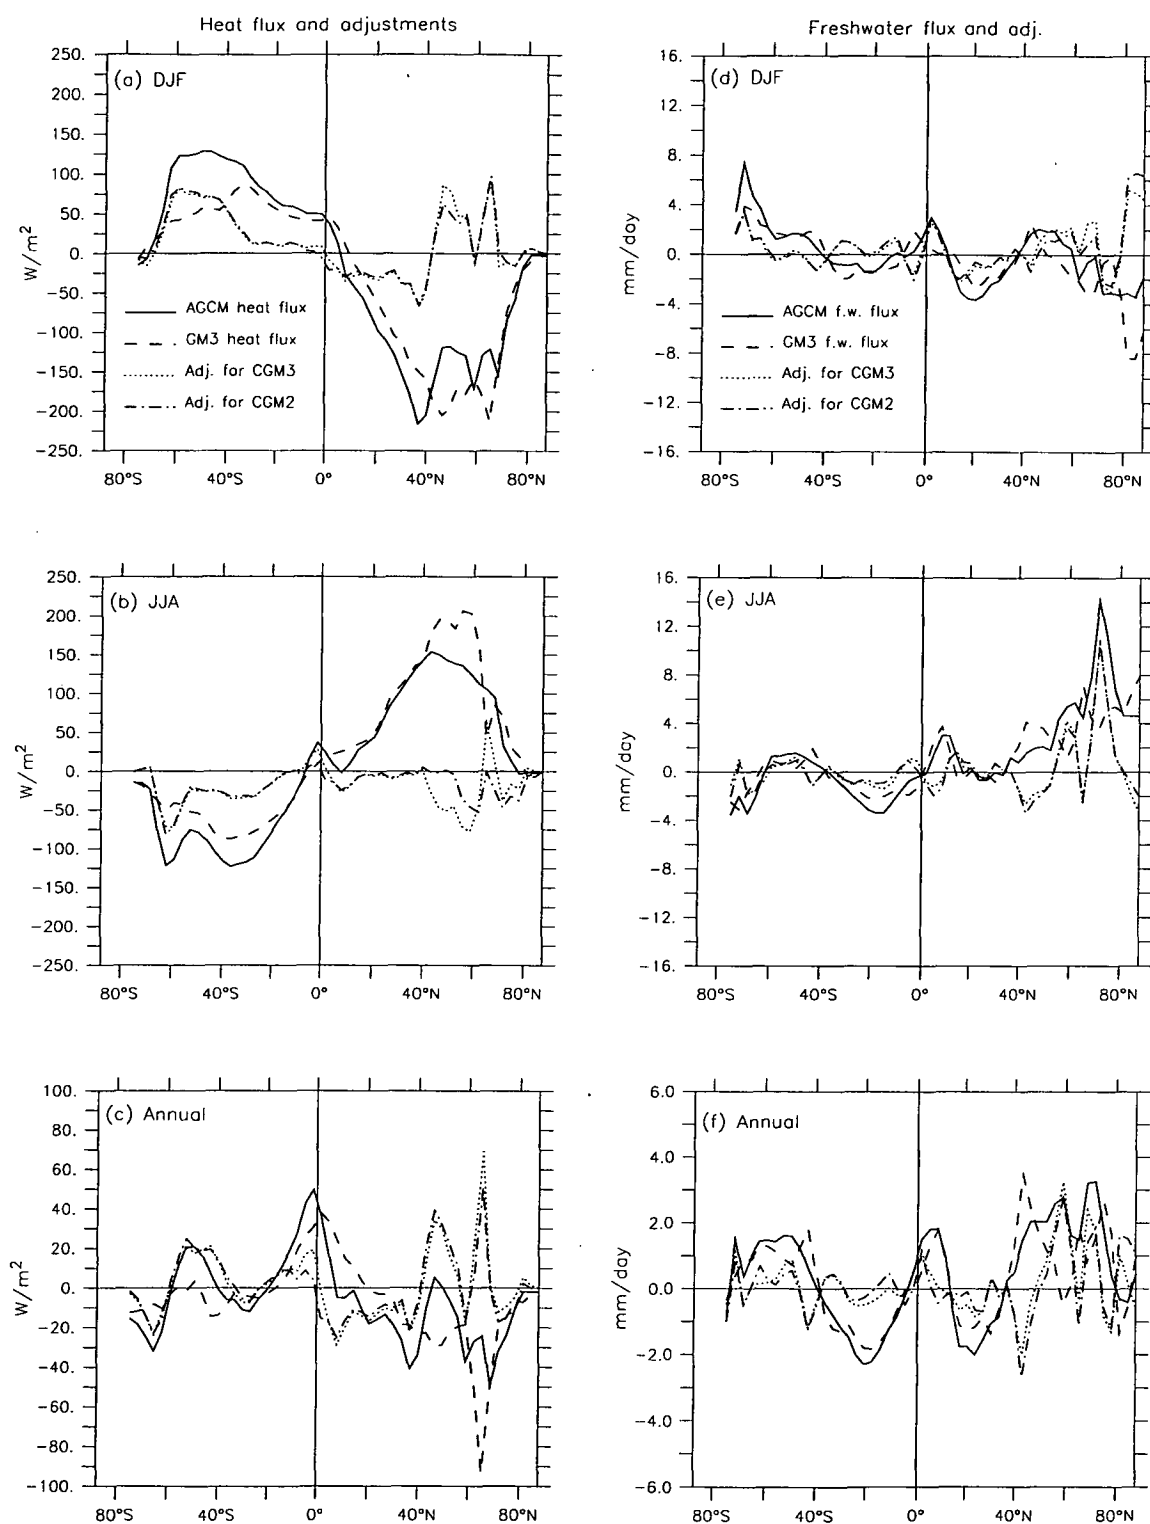 Heat flux and adjustments
250.
200.
150.
100.
50.
0.
−50.
−100.
−150.
−200.
−250.
W/m²
(a) DJF
AGCM heat flux
GM3 heat flux
Adj. for CGM3
Adj. for CGM2
80°S 40°S 0° 40°N 80°N
Freshwater flux and adj.
16.
12.
8.
4.
0.
−4.
−8.
−12.
−16.
mm/day
(d) DJF
AGCM f.w. flux
GM3 f.w. flux
Adj. for CGM3
Adj. for CGM2
80°S 40°S 0° 40°N 80°N
250.
200.
150.
100.
50.
0.
−50.
−100.
−150.
−200.
−250.
W/m²
(b) JJA
80°S 40°S 0° 40°N 80°N
16.
12.
8.
4.
0.
−4.
−8.
−12.
−16.
mm/day
(e) JJA
80°S 40°S 0° 40°N 80°N
100.
80.
60.
40.
20.
0.
−20.
−40.
−60.
−80.
−100.
W/m²
(c) Annual
80°S 40°S 0° 40°N 80°N
6.0
4.0
2.0
0.0
−2.0
−4.0
−6.0
mm/day
(f) Annual
80°S 40°S 0° 40°N 80°N